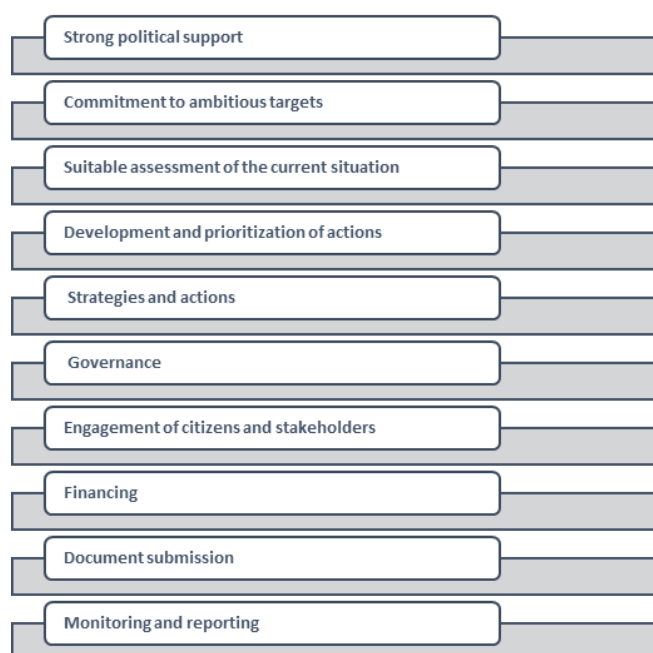 Strong political support
Commitment to ambitious targets
Suitable assessment of the current situation
Development and prioritization of actions
Strategies and actions
Governance
Engagement of citizens and stakeholders
Financing
Document submission
Monitoring and reporting